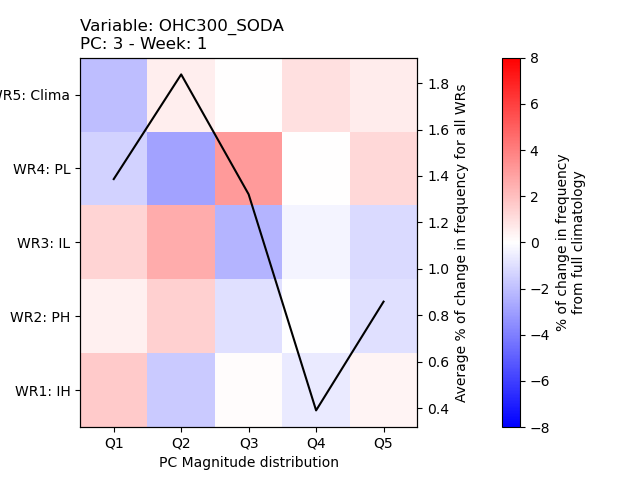 Variable: OHC300_SODA
PC: 3 - Week: 1
WR5: Clima
WR4: PL
WR3: IL
WR2: PH
WR1: IH
Q1 Q2 Q3 Q4 Q5
PC Magnitude distribution
1.8
1.6
1.4
1.2
1.0
0.8
0.6
0.4
Average % of change in frequency for all WRs
8
6
4
2
0
−2
−4
−6
−8
% of change in frequency
from full climatology